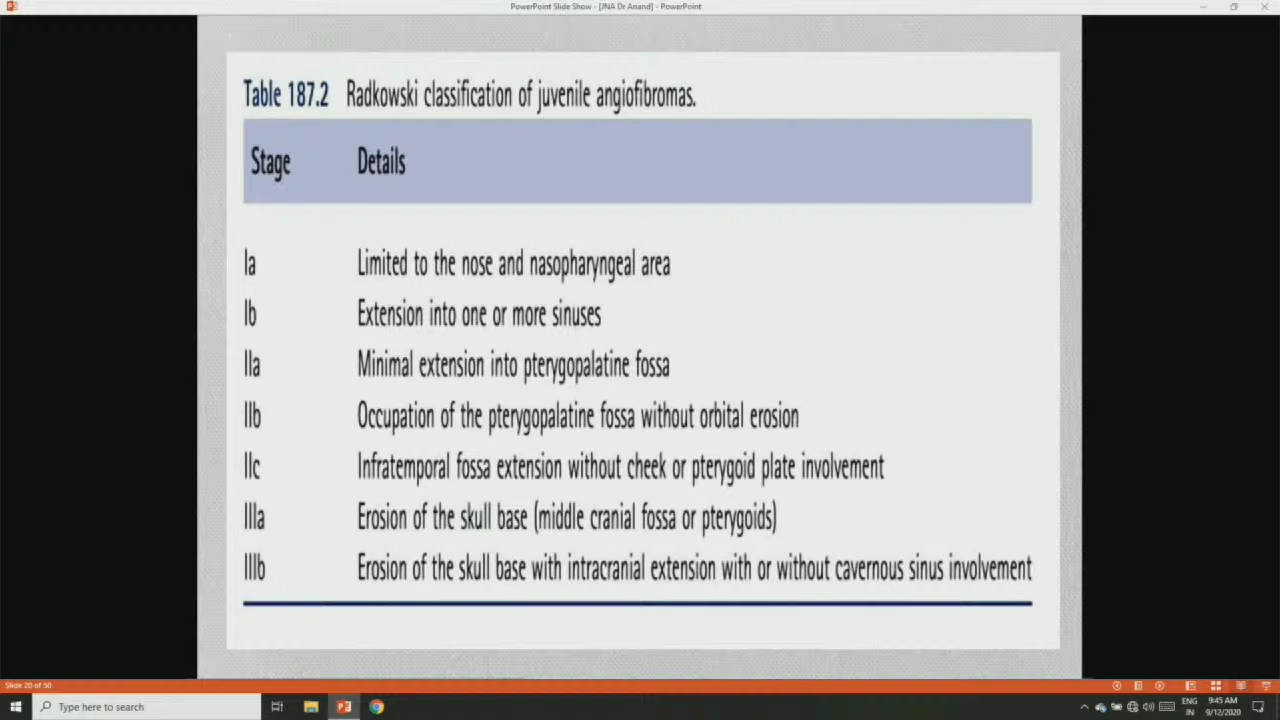 PowerPoint Slide Show - [JNA Dr Anand] - PowerPoint
Table 187.2 Radkowski classification of juvenile angiofibromas.
Stage Details
Ia Limited to the nose and nasopharyngeal area
Ib Extension into one or more sinuses
IIa Minimal extension into pterygopalatine fossa
IIb Occupation of the pterygopalatine fossa without orbital erosion
IIc Infratemporal fossa extension without cheek or pterygoid plate involvement
IIIa Erosion of the skull base (middle cranial fossa or pterygoids)
IIIb Erosion of the skull base with intracranial extension with or without cavernous sinus involvement
Slide 20 of 50
Type here to search
ENG 9:45 AM
IN 9/12/2020